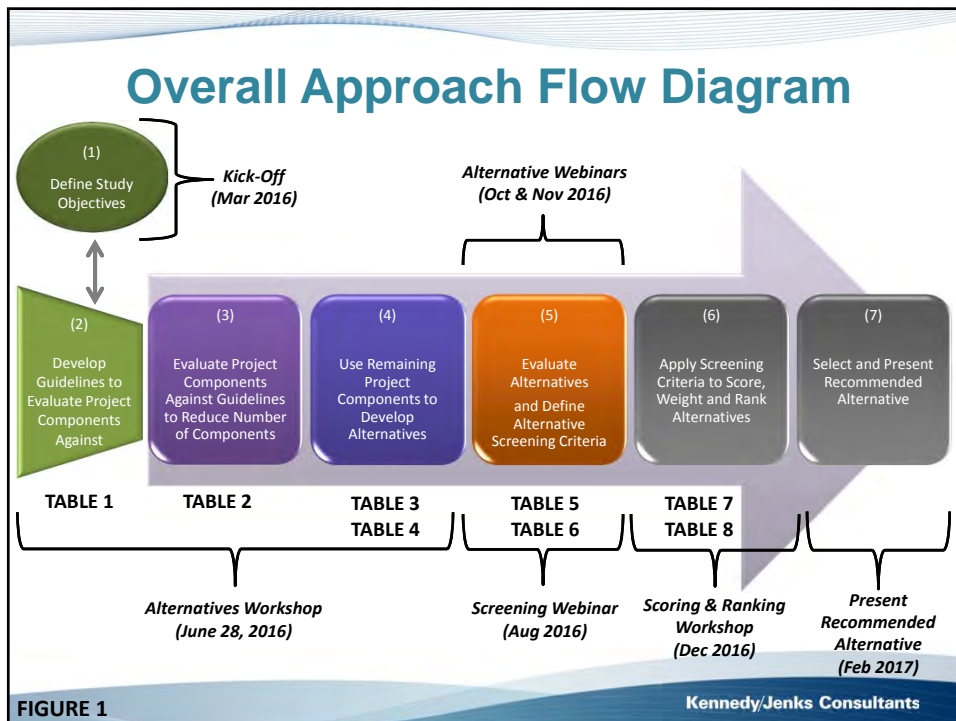 Overall Approach Flow Diagram
(1)
Define Study
Objectives
Kick-Off
(Mar 2016)
Alternative Webinars
(Oct & Nov 2016)
(2)
Develop
Guidelines to
Evaluate Project
Components
Against
(3)
Evaluate Project
Components
Against Guidelines
to Reduce Number
of Components
(4)
Use Remaining
Project
Components to
Develop
Alternatives
(5)
Evaluate
Alternatives
and Define
Alternative
Screening Criteria
(6)
Apply Screening
Criteria to Score,
Weight and Rank
Alternatives
(7)
Select and Present
Recommended
Alternative
TABLE 1
TABLE 2
TABLE 3
TABLE 4
TABLE 5
TABLE 6
TABLE 7
TABLE 8
Alternatives Workshop
(June 28, 2016)
Screening Webinar
(Aug 2016)
Scoring & Ranking
Workshop
(Dec 2016)
Present
Recommended
Alternative
(Feb 2017)
FIGURE 1
Kennedy/Jenks Consultants